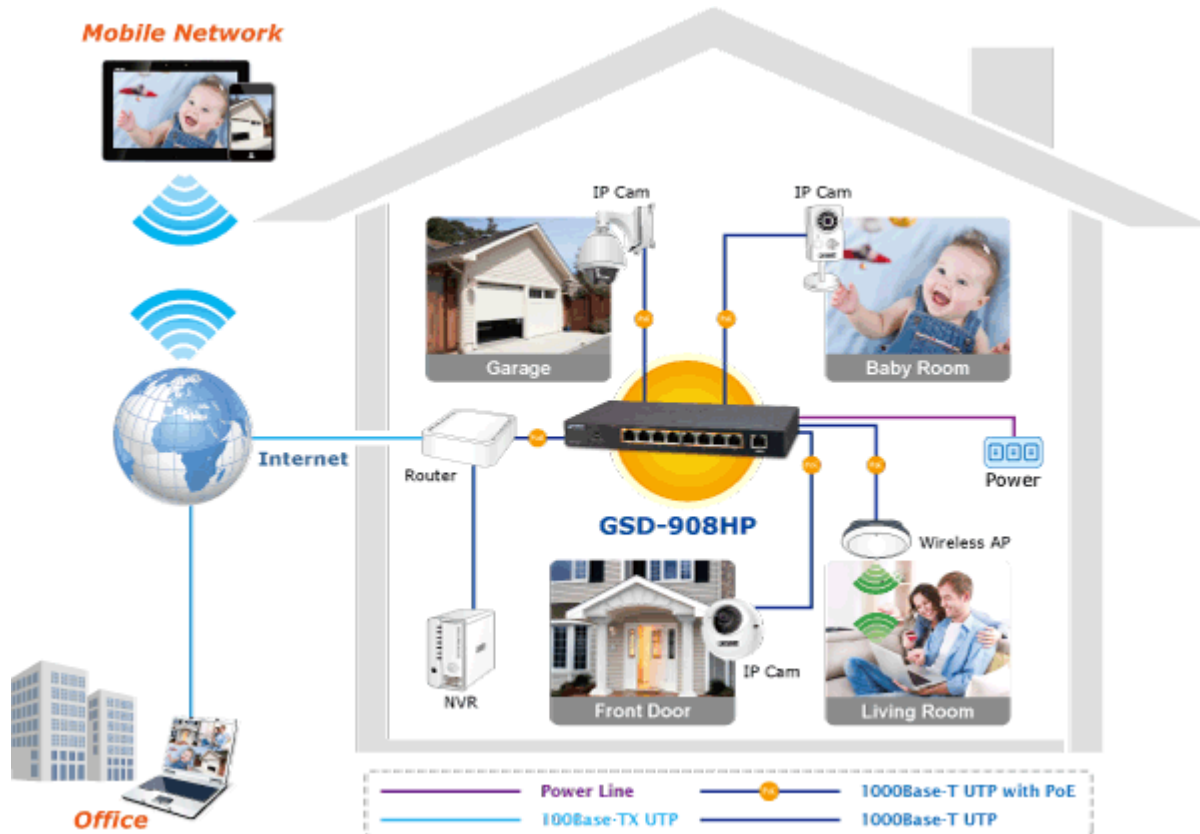 Mobile Network
IP Cam
IP Cam
Garage
Baby Room
Internet
Router
Power
GSD-908HP
Wireless AP
NVR
IP Cam
Front Door
Living Room
Office
Power Line
1000Base-T UTP with PoE
100Base-TX UTP
1000Base-T UTP